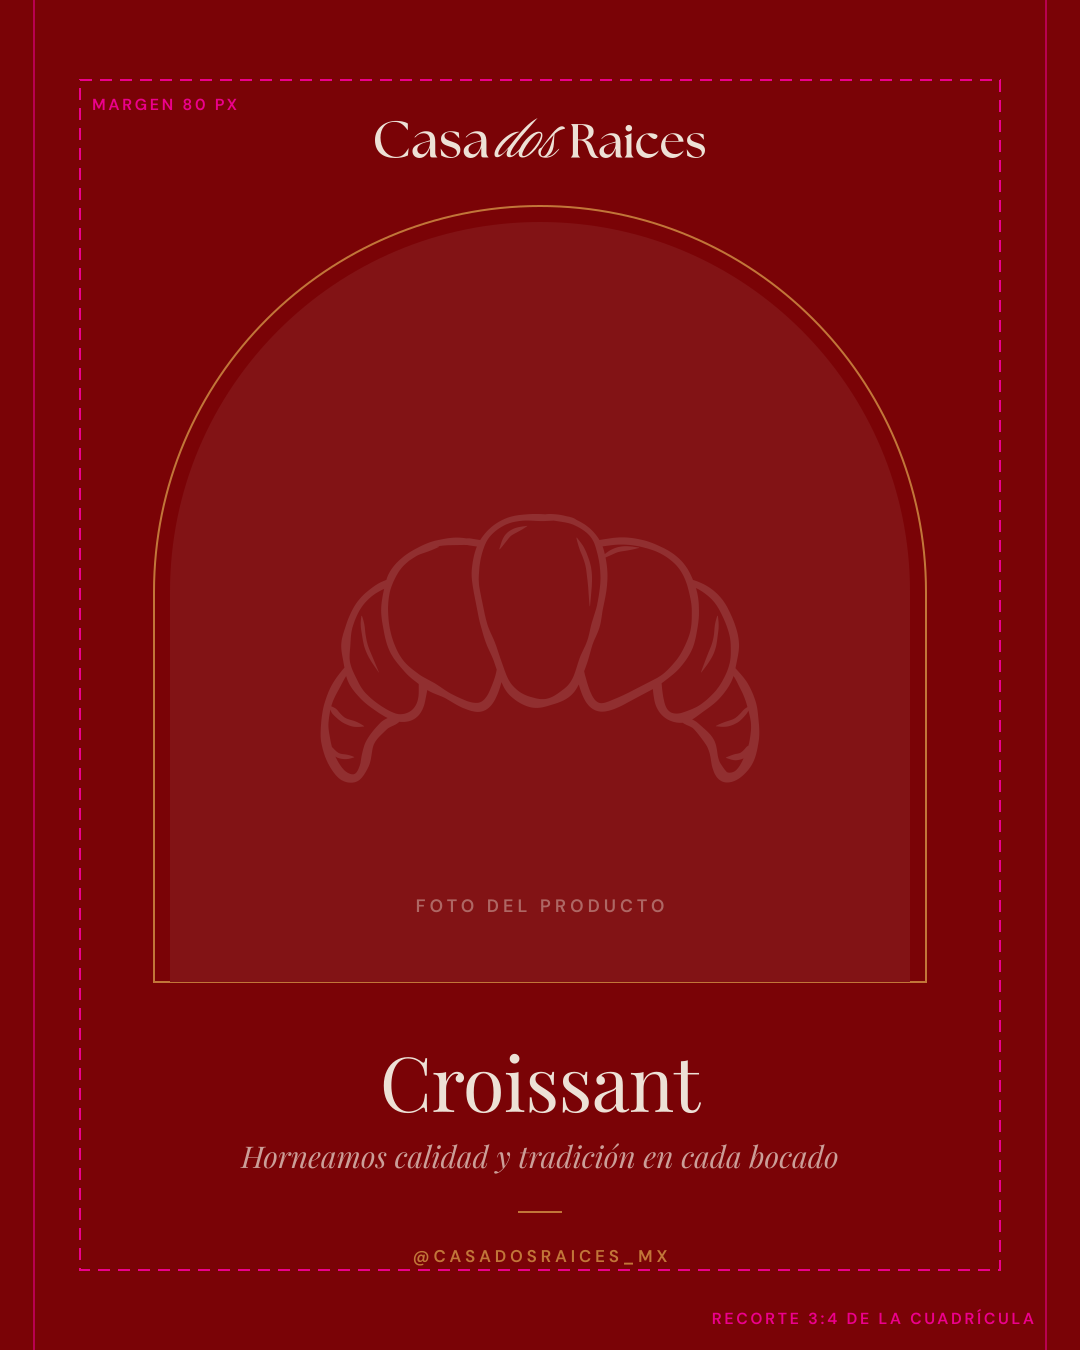 MARGEN 80 PX
Casa dos Raices
FOTO DEL PRODUCTO
Croissant
Horneamos calidad y tradición en cada bocado
@CASADOSRAICES_MX
RECORTE 3:4 DE LA CUADRÍCULA